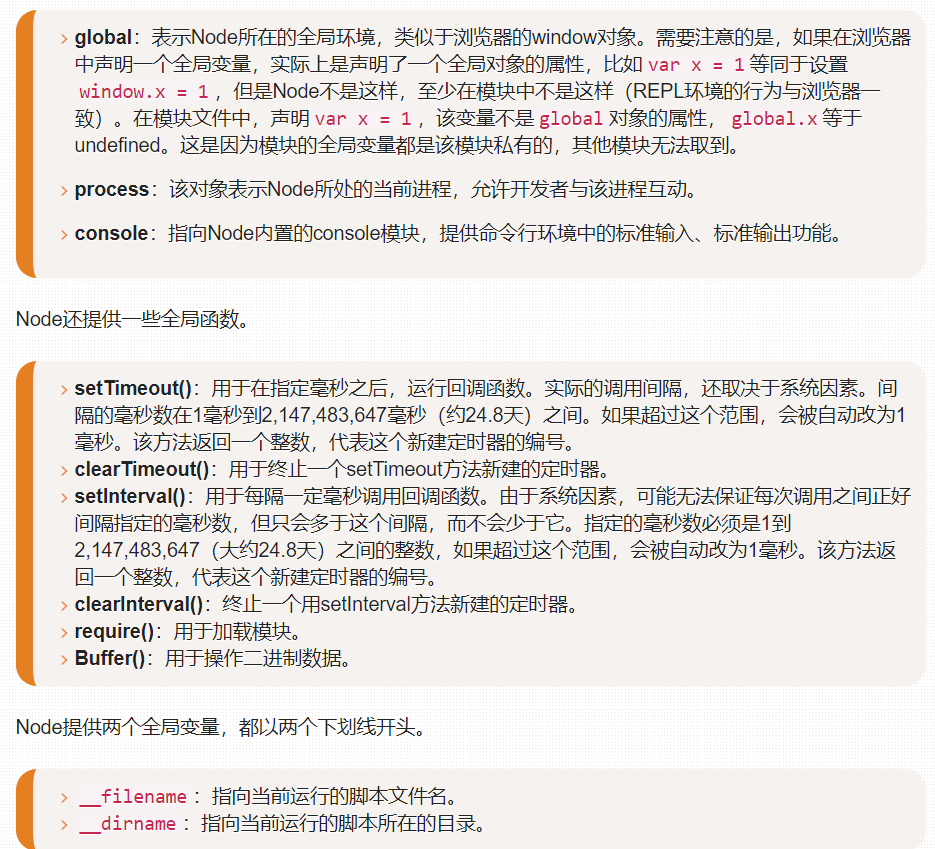 global：表示Node所在的全局环境，类似于浏览器的window对象。需要注意的是，如果在浏览器
中声明一个全局变量，实际上是声明了一个全局对象的属性，比如 var x = 1 等同于设置
window.x = 1 ，但是Node不是这样，至少在模块中不是这样（REPL环境的行为与浏览器一
致）。在模块文件中，声明 var x = 1 ，该变量不是 global 对象的属性， global.x 等于
undefined。这是因为模块的全局变量都是该模块私有的，其他模块无法取到。
process：该对象表示Node所处的当前进程，允许开发者与该进程互动。
console：指向Node内置的console模块，提供命令行环境中的标准输入、标准输出功能。
Node还提供一些全局函数。
setTimeout()：用于在指定毫秒之后，运行回调函数。实际的调用间隔，还取决于系统因素。间
隔的毫秒数在1毫秒到2,147,483,647毫秒（约24.8天）之间。如果超过这个范围，会被自动改为1
毫秒。该方法返回一个整数，代表这个新建定时器的编号。
clearTimeout()：用于终止一个setTimeout方法新建的定时器。
setInterval()：用于每隔一定毫秒调用回调函数。由于系统因素，可能无法保证每次调用之间正好
间隔指定的毫秒数，但只会多于这个间隔，而不会少于它。指定的毫秒数必须是1到
2,147,483,647（大约24.8天）之间的整数，如果超过这个范围，会被自动改为1毫秒。该方法返
回一个整数，代表这个新建定时器的编号。
clearInterval()：终止一个用setInterval方法新建的定时器。
require()：用于加载模块。
Buffer()：用于操作二进制数据。
Node提供两个全局变量，都以两个下划线开头。
__filename ：指向当前运行的脚本文件名。
__dirname ：指向当前运行的脚本所在的目录。